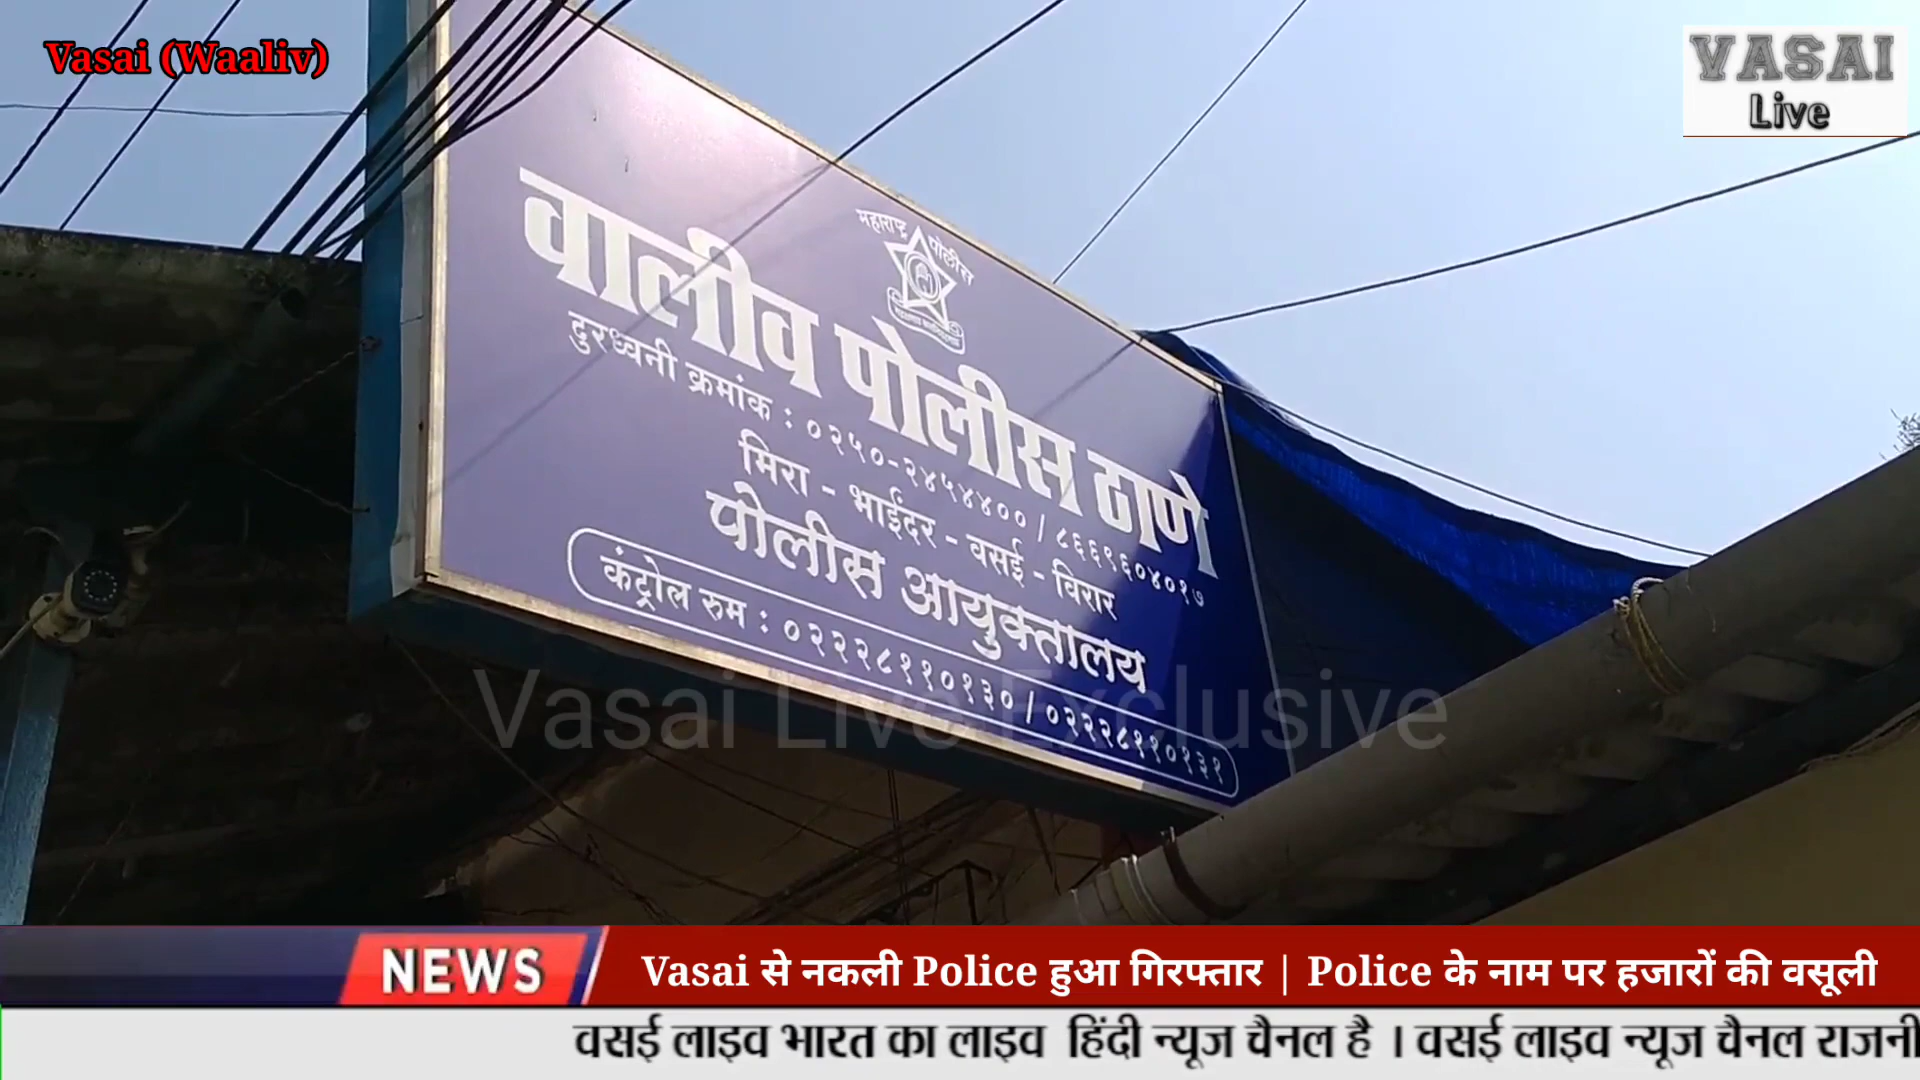 Vasai (Waaliv)
VASAI
Live
महाराष्ट्र पोलीस
वालीव पोलीस ठाणे
दुरध्वनी क्रमांक : ०२५०-२४५४४०० / ८६६९६०४०१७
मिरा - भाईंदर - वसई - विरार
पोलीस आयुक्तालय
कंट्रोल रुम : ०२२२८११०१३० / ०२२२८११०१३१
Vasai Live Exclusive
NEWS
Vasai से नकली Police हुआ गिरफ्तार | Police के नाम पर हजारों की वसूली
वसई लाइव भारत का लाइव हिंदी न्यूज चैनल है । वसई लाइव न्यूज चैनल राजनी